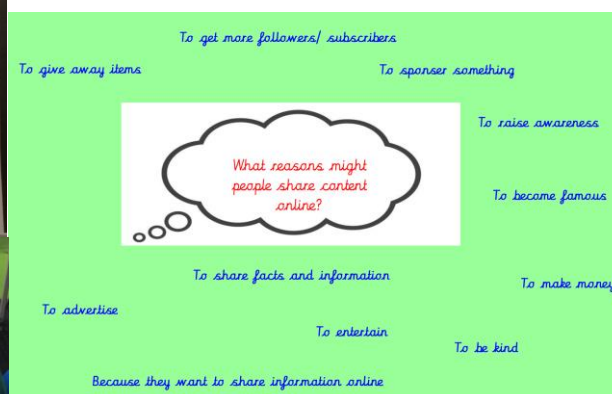 To get more followers/ subscribers
To give away items
To sponser something
To raise awareness
What reasons might
people share content
online?
To become famous
To share facts and information
To make money
To advertise
To entertain
To be kind
Because they want to share information online